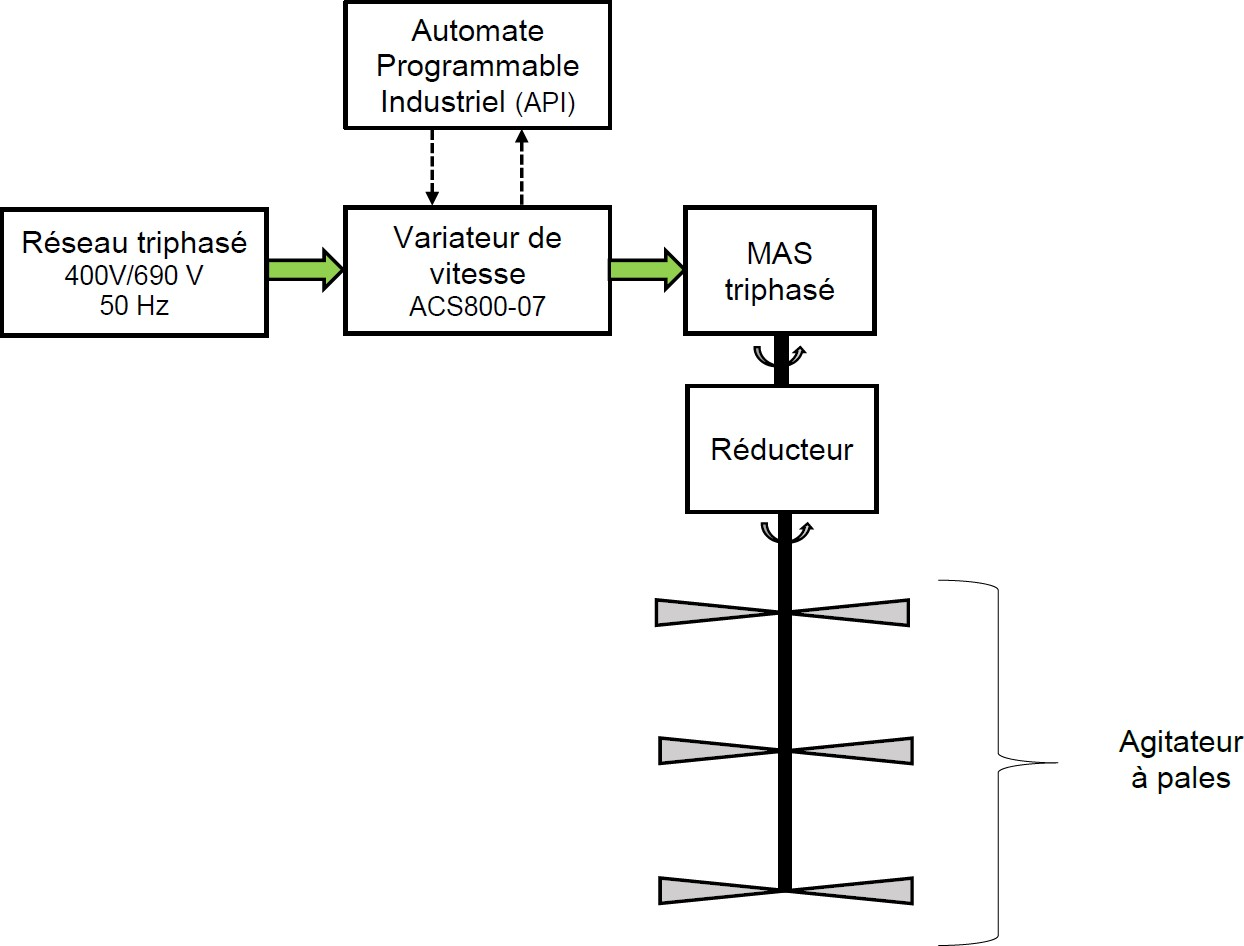 Automate
Programmable
Industriel (API)
Réseau triphasé
400V/690 V
50 Hz
Variateur de
vitesse
ACS800-07
MAS
triphasé
Réducteur
Agitateur
à pales